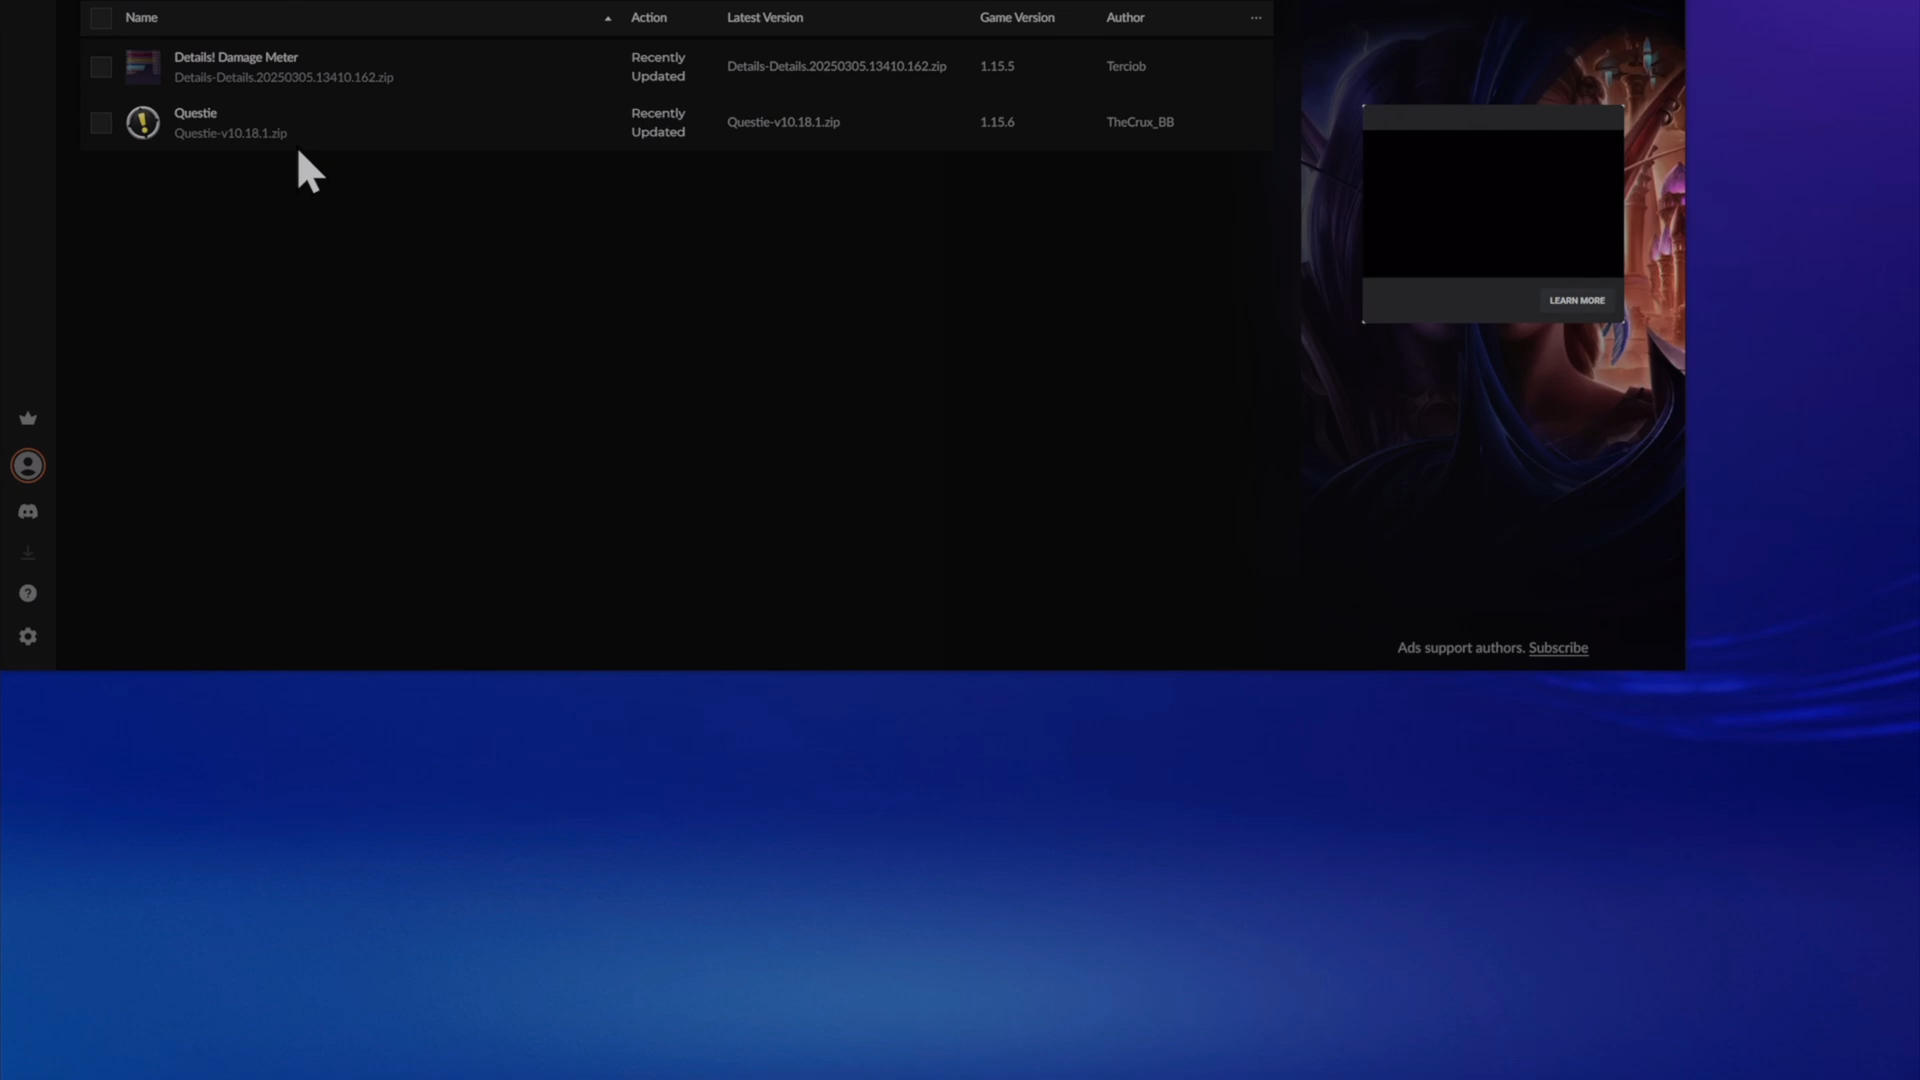 Name Action Latest Version Game Version Author ...
Details! Damage Meter
Details-Details.20250305.13410.162.zip
Recently
Updated
Details-Details.20250305.13410.162.zip
1.15.5
Terciob
Questie
Questie-v10.18.1.zip
Recently
Updated
Questie-v10.18.1.zip
1.15.6
TheCrux_BB
LEARN MORE
Ads support authors. Subscribe